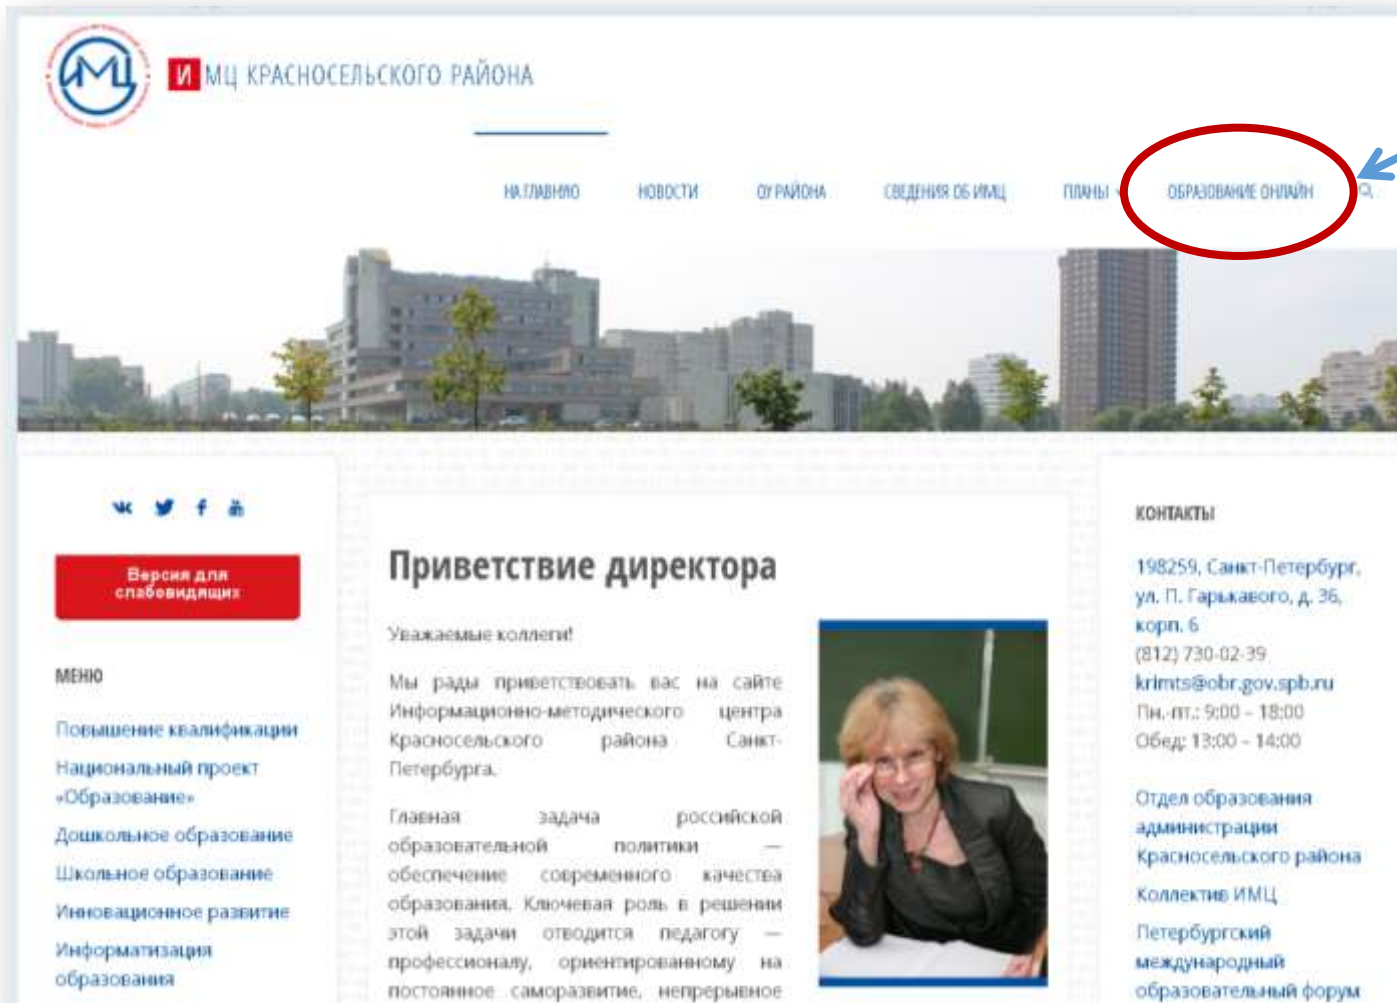 ИМЦ
И МЦ КРАСНОСЕЛЬСКОГО РАЙОНА
НА ГЛАВНУЮ НОВОСТИ ОУ РАЙОНА СВЕДЕНИЯ ОБ ИМЦ ПЛАНЫ ОБРАЗОВАНИЕ ОНЛАЙН
Версия для
слабовидящих
МЕНЮ
Повышение квалификации
Национальный проект
«Образование»
Дошкольное образование
Школьное образование
Инновационное развитие
Информатизация
образования
Приветствие директора
Уважаемые коллеги!
Мы рады приветствовать вас на сайте
Информационно-методического центра
Красносельского района Санкт-
Петербурга.
Главная задача российской
образовательной политики —
обеспечение современного качества
образования. Ключевая роль в решении
этой задачи отводится педагогу —
профессионалу, ориентированному на
постоянное саморазвитие, непрерывное
КОНТАКТЫ
198259, Санкт-Петербург,
ул. П. Гарькавого, д. 36,
корп. 6
(812) 730-02-39
krimts@obr.gov.spb.ru
Пн.-пт.: 9:00 – 18:00
Обед: 13:00 – 14:00
Отдел образования
администрации
Красносельского района
Коллектив ИМЦ
Петербургский
международный
образовательный форум